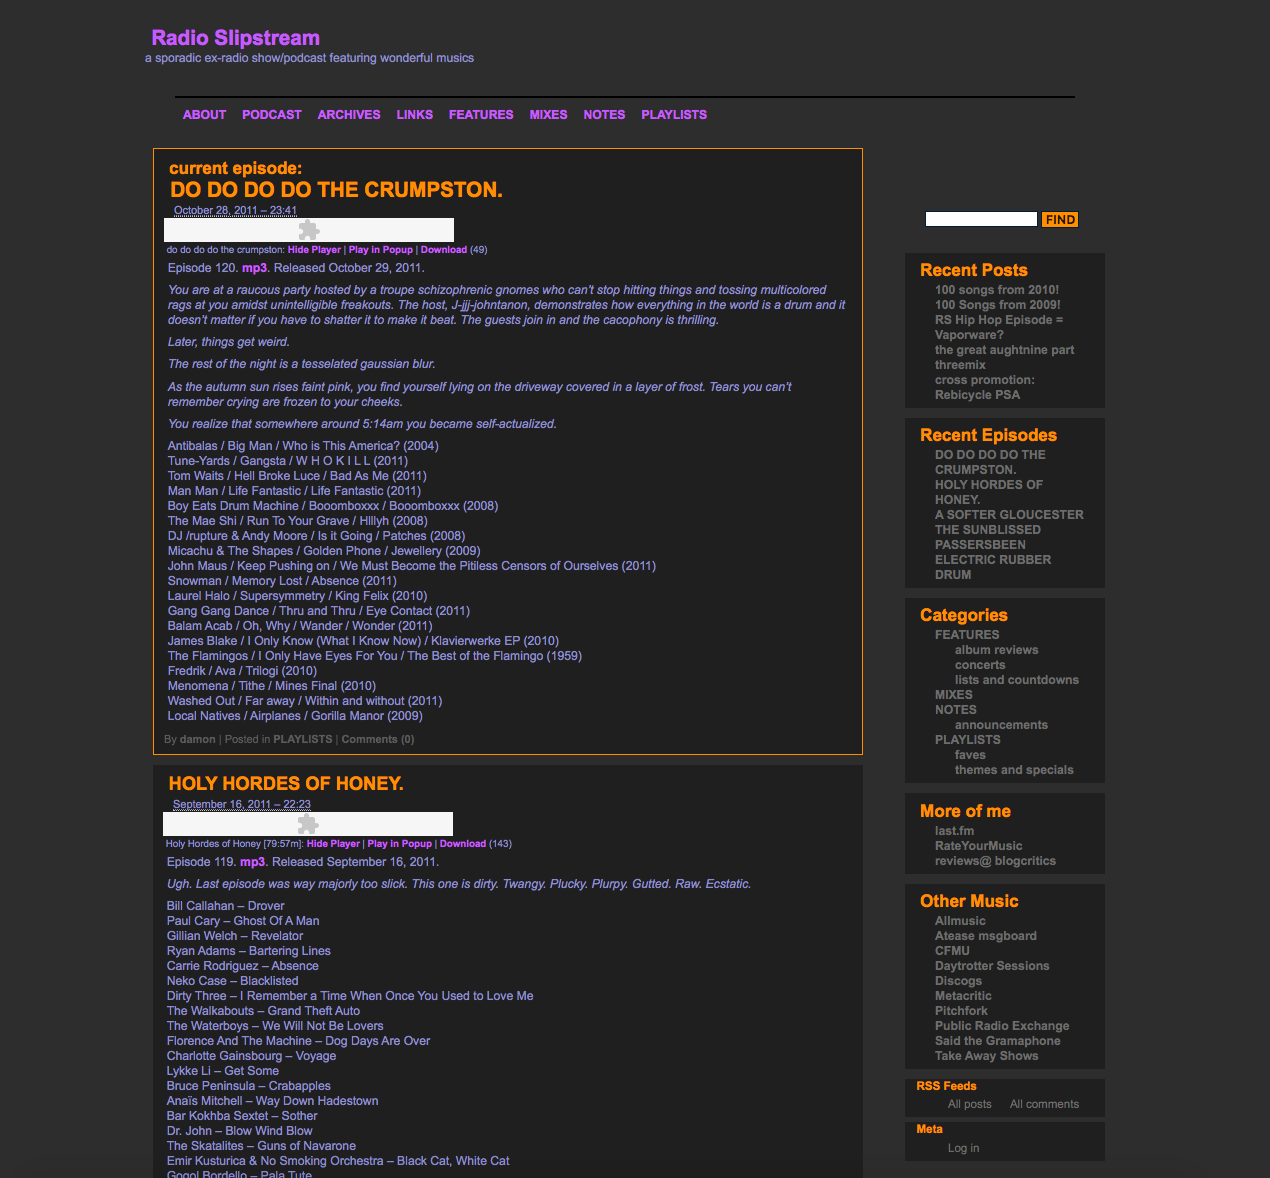 Radio Slipstream
a sporadic ex-radio show/podcast featuring wonderful musics
ABOUT PODCAST ARCHIVES LINKS FEATURES MIXES NOTES PLAYLISTS
current episode:
DO DO DO DO THE CRUMPSTON.
October 28, 2011 – 23:41
do do do do the crumpston: Hide Player | Play in Popup | Download (49)
Episode 120. mp3. Released October 29, 2011.
You are at a raucous party hosted by a troupe schizophrenic gnomes who can't stop hitting things and tossing multicolored
rags at you amidst unintelligible freakouts. The host, J-jjj-johntanon, demonstrates how everything in the world is a drum and it
doesn't matter if you have to shatter it to make it beat. The guests join in and the cacophony is thrilling.
Later, things get weird.
The rest of the night is a tesselated gaussian blur.
As the autumn sun rises faint pink, you find yourself lying on the driveway covered in a layer of frost. Tears you can't
remember crying are frozen to your cheeks.
You realize that somewhere around 5:14am you became self-actualized.
Antibalas / Big Man / Who is This America? (2004)
Tune-Yards / Gangsta / W H O K I L L (2011)
Tom Waits / Hell Broke Luce / Bad As Me (2011)
Man Man / Life Fantastic / Life Fantastic (2011)
Boy Eats Drum Machine / Booomboxxx / Booomboxxx (2008)
The Mae Shi / Run To Your Grave / Hlllyh (2008)
DJ /rupture & Andy Moore / Is it Going / Patches (2008)
Micachu & The Shapes / Golden Phone / Jewellery (2009)
John Maus / Keep Pushing on / We Must Become the Pitiless Censors of Ourselves (2011)
Snowman / Memory Lost / Absence (2011)
Laurel Halo / Supersymmetry / King Felix (2010)
Gang Gang Dance / Thru and Thru / Eye Contact (2011)
Balam Acab / Oh, Why / Wander / Wonder (2011)
James Blake / I Only Know (What I Know Now) / Klavierwerke EP (2010)
The Flamingos / I Only Have Eyes For You / The Best of the Flamingo (1959)
Fredrik / Ava / Trilogi (2010)
Menomena / Tithe / Mines Final (2010)
Washed Out / Far away / Within and without (2011)
Local Natives / Airplanes / Gorilla Manor (2009)
By damon | Posted in PLAYLISTS | Comments (0)
HOLY HORDES OF HONEY.
September 16, 2011 – 22:23
Holy Hordes of Honey [79:57m]: Hide Player | Play in Popup | Download (143)
Episode 119. mp3. Released September 16, 2011.
Ugh. Last episode was way majorly too slick. This one is dirty. Twangy. Plucky. Plurpy. Gutted. Raw. Ecstatic.
Bill Callahan – Drover
Paul Cary – Ghost Of A Man
Gillian Welch – Revelator
Ryan Adams – Bartering Lines
Carrie Rodriguez – Absence
Neko Case – Blacklisted
Dirty Three – I Remember a Time When Once You Used to Love Me
The Walkabouts – Grand Theft Auto
The Waterboys – We Will Not Be Lovers
Florence And The Machine – Dog Days Are Over
Charlotte Gainsbourg – Voyage
Lykke Li – Get Some
Bruce Peninsula – Crabapples
Anaïs Mitchell – Way Down Hadestown
Bar Kokhba Sextet – Sother
Dr. John – Blow Wind Blow
The Skatalites – Guns of Navarone
Emir Kusturica & No Smoking Orchestra – Black Cat, White Cat
Gogol Bordello – Pala Tute
FIND
Recent Posts
100 songs from 2010!
100 Songs from 2009!
RS Hip Hop Episode =
Vaporware?
the great aughtnine part
threemix
cross promotion:
Rebicycle PSA
Recent Episodes
DO DO DO DO THE
CRUMPSTON.
HOLY HORDES OF
HONEY.
A SOFTER GLOUCESTER
THE SUNBLISSED
PASSERSBEEN
ELECTRIC RUBBER
DRUM
Categories
FEATURES
album reviews
concerts
lists and countdowns
MIXES
NOTES
announcements
PLAYLISTS
faves
themes and specials
More of me
last.fm
RateYourMusic
reviews@ blogcritics
Other Music
Allmusic
Atease msgboard
CFMU
Daytrotter Sessions
Discogs
Metacritic
Pitchfork
Public Radio Exchange
Said the Gramaphone
Take Away Shows
RSS Feeds
All posts All comments
Meta
Log in